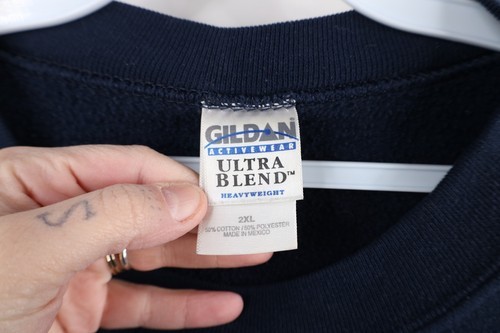 GILDAN
ACTIVEWEAR
ULTRA
BLEND™
HEAVYWEIGHT
2XL
50% COTTON / 50% POLYESTER
MADE IN MEXICO